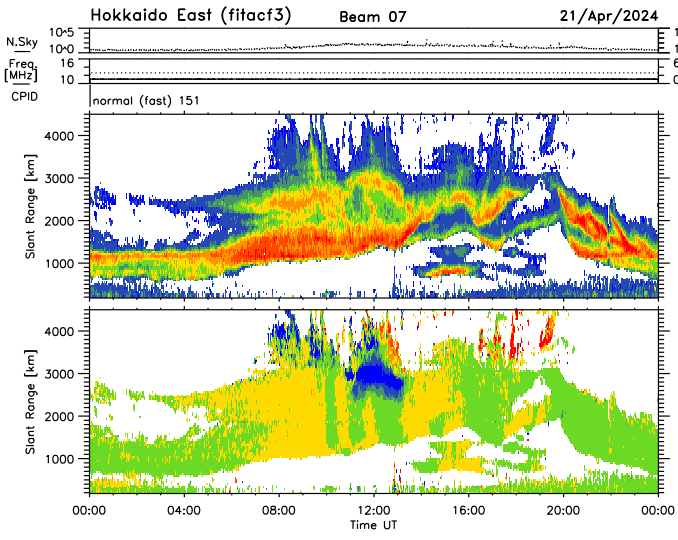 Hokkaido East (fitacf3) Beam 07 21/Apr/2024
N.Sky 10^5 10^0
Freq. [MHz] 16 10
CPID normal (fast) 151
Slant Range [km] 4000 3000 2000 1000
Slant Range [km] 4000 3000 2000 1000
00:00 04:00 08:00 12:00 16:00 20:00 00:00
Time UT